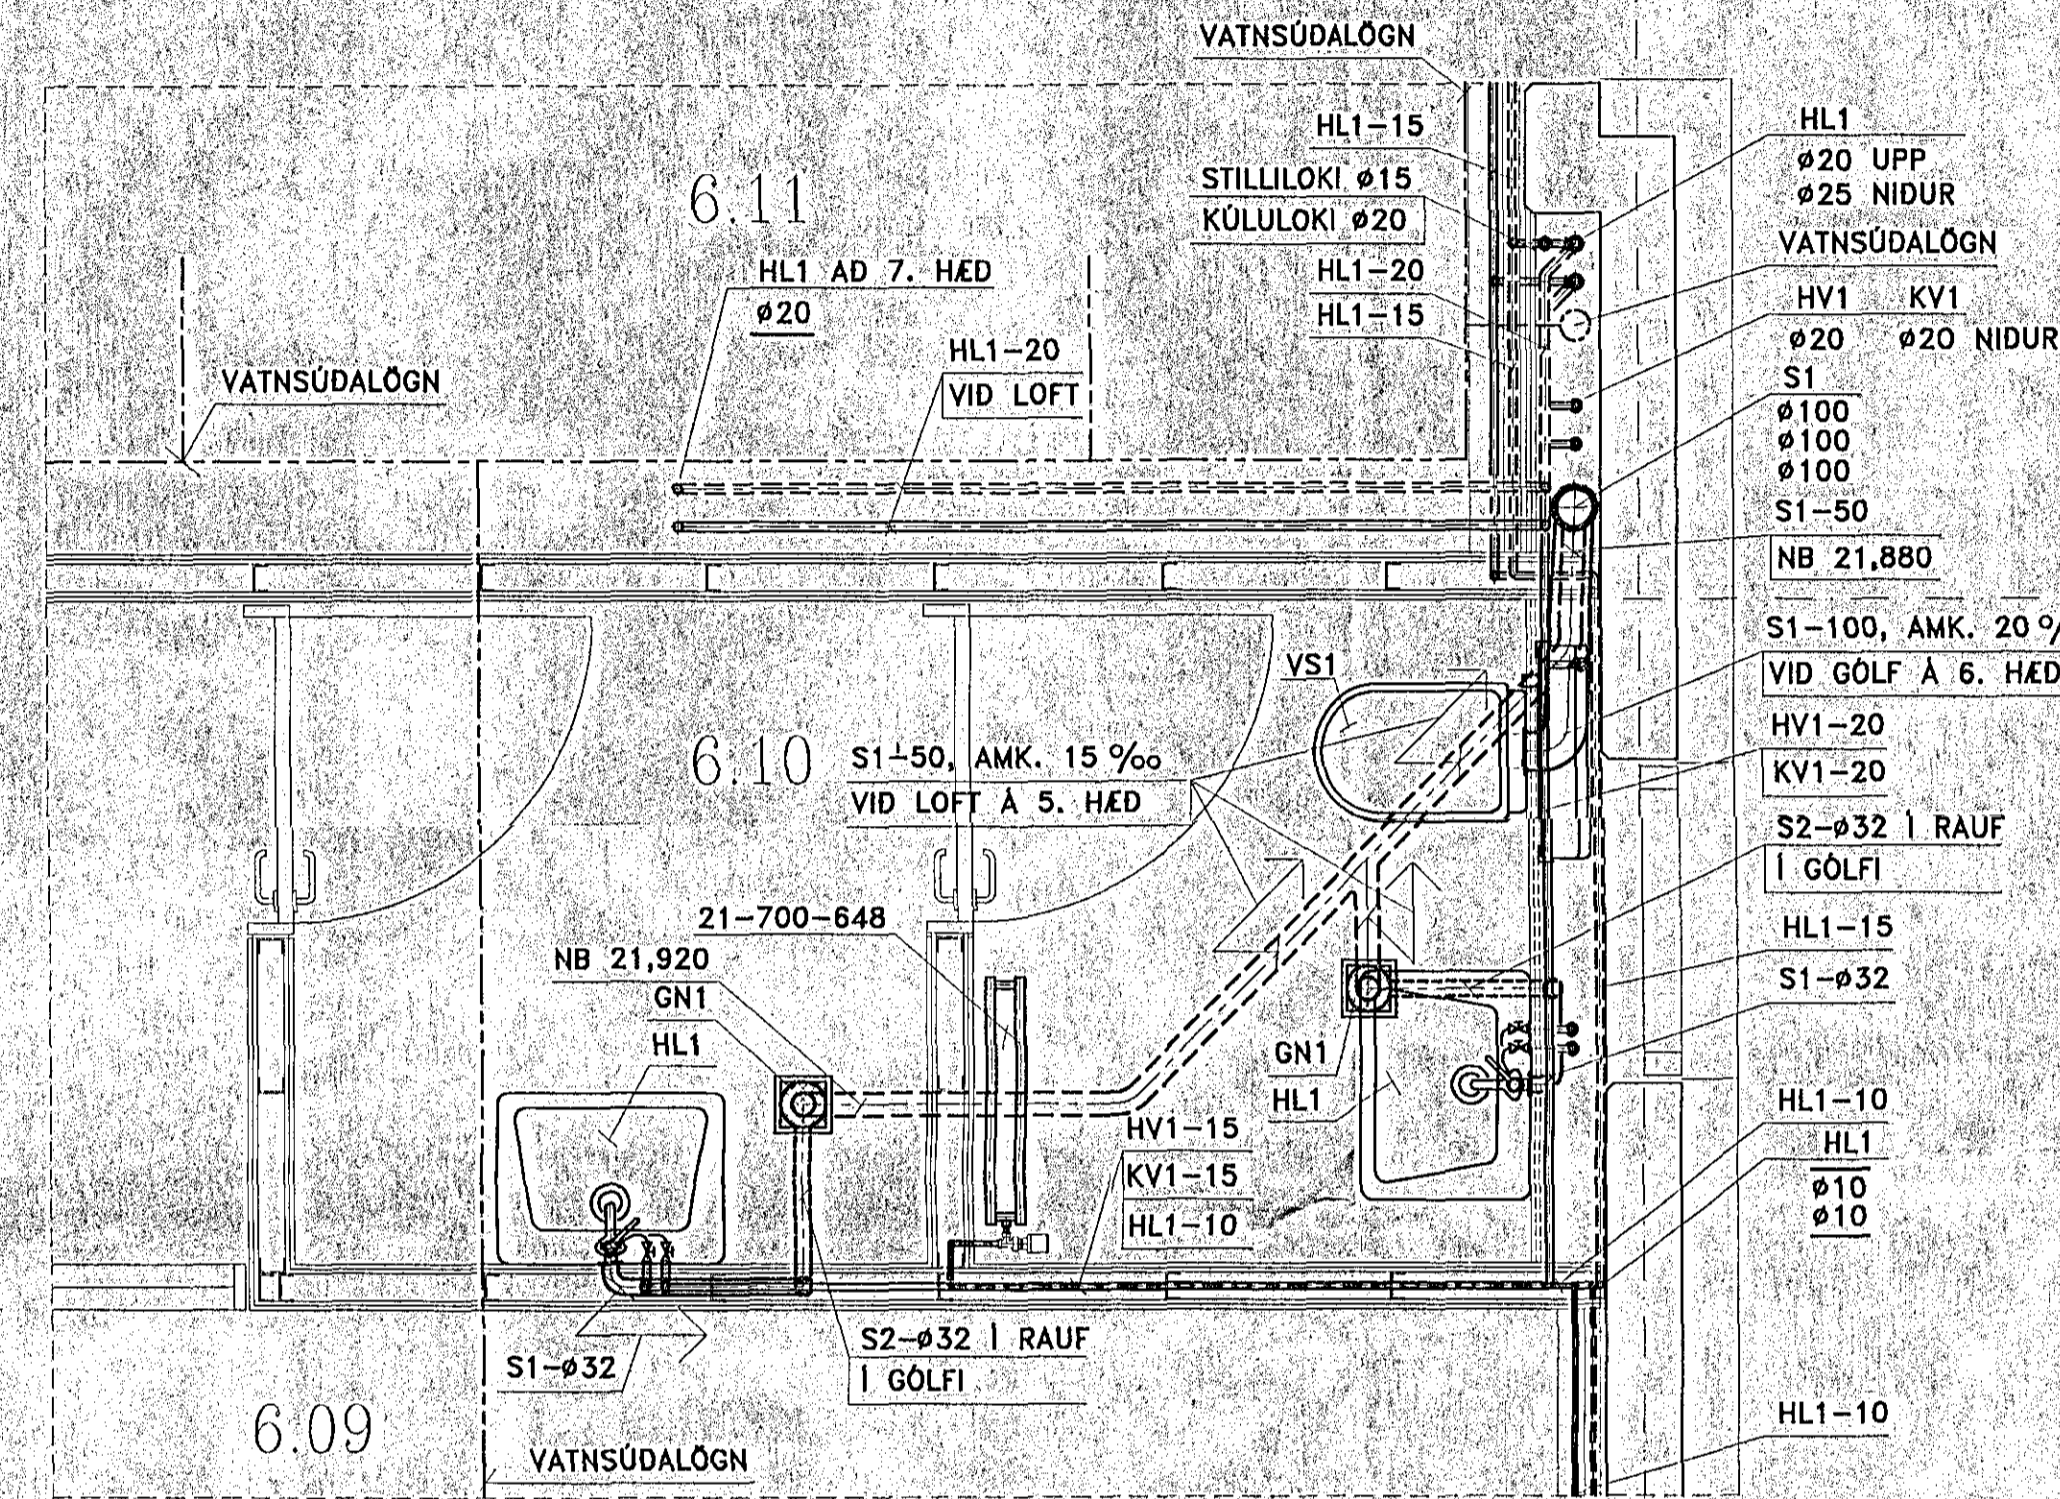 VATNSÚDALÖGN
HL1-15
STILLILOKI ø15
KÚLULOKI ø20
HL1-20
HL1-15
HL1
ø20 UPP
ø25 NIDUR
VATNSÚDALÖGN
HV1 KV1
ø20 ø20 NIDUR
S1
ø100
ø100
ø100
S1-50
NB 21,880
S1-100, AMK. 20 %
VID GÓLF Á 6. HÆD
HV1-20
KV1-20
S2-ø32 Í RAUF
Í GÓLFI
HL1-15
S1-ø32
HL1-10
HL1
ø10
ø10
HL1-10
6.11
HL1 AD 7. HÆD
ø20
HL1-20
VID LOFT
VATNSÚDALÖGN
VS1
6.10
S1-50, AMK. 15 ‰
VID LOFT Á 5. HÆD
21-700-648
NB 21,920
GN1
HL1
GN1
HL1
HV1-15
KV1-15
HL1-10
S2-ø32 Í RAUF
Í GÓLFI
S1-ø32
6.09
VATNSÚDALÖGN